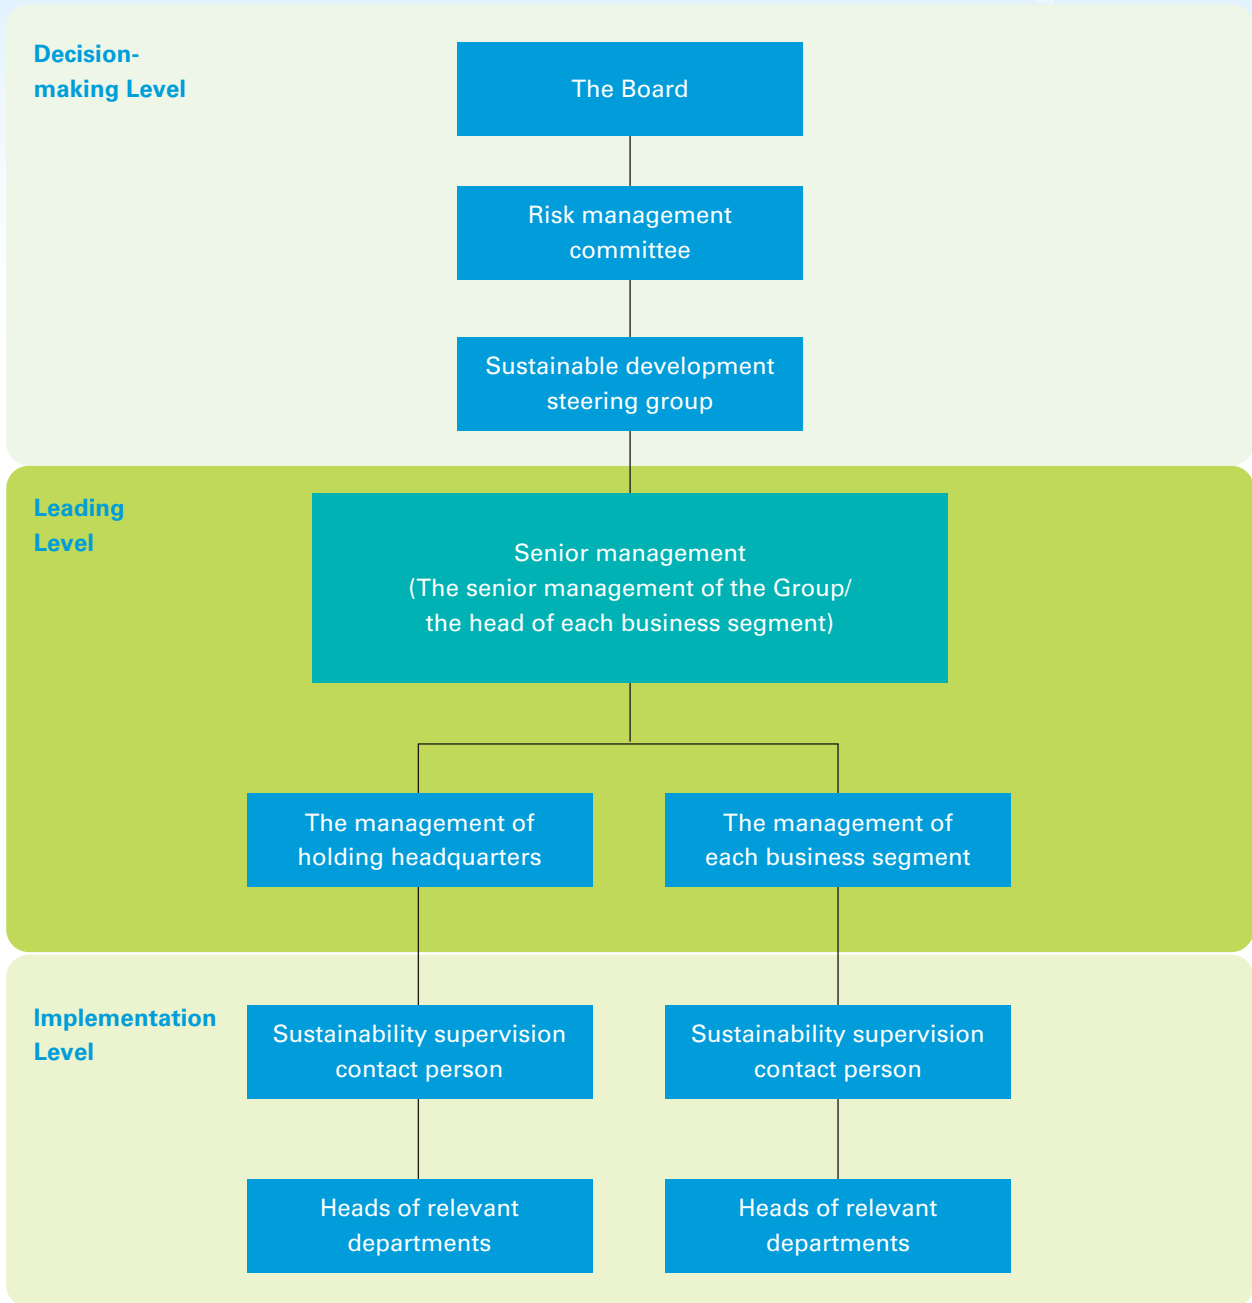 Decision-
making Level
The Board
Risk management
committee
Sustainable development
steering group
Leading
Level
Senior management
(The senior management of the Group/
the head of each business segment)
The management of
holding headquarters
The management of
each business segment
Implementation
Level
Sustainability supervision
contact person
Sustainability supervision
contact person
Heads of relevant
departments
Heads of relevant
departments